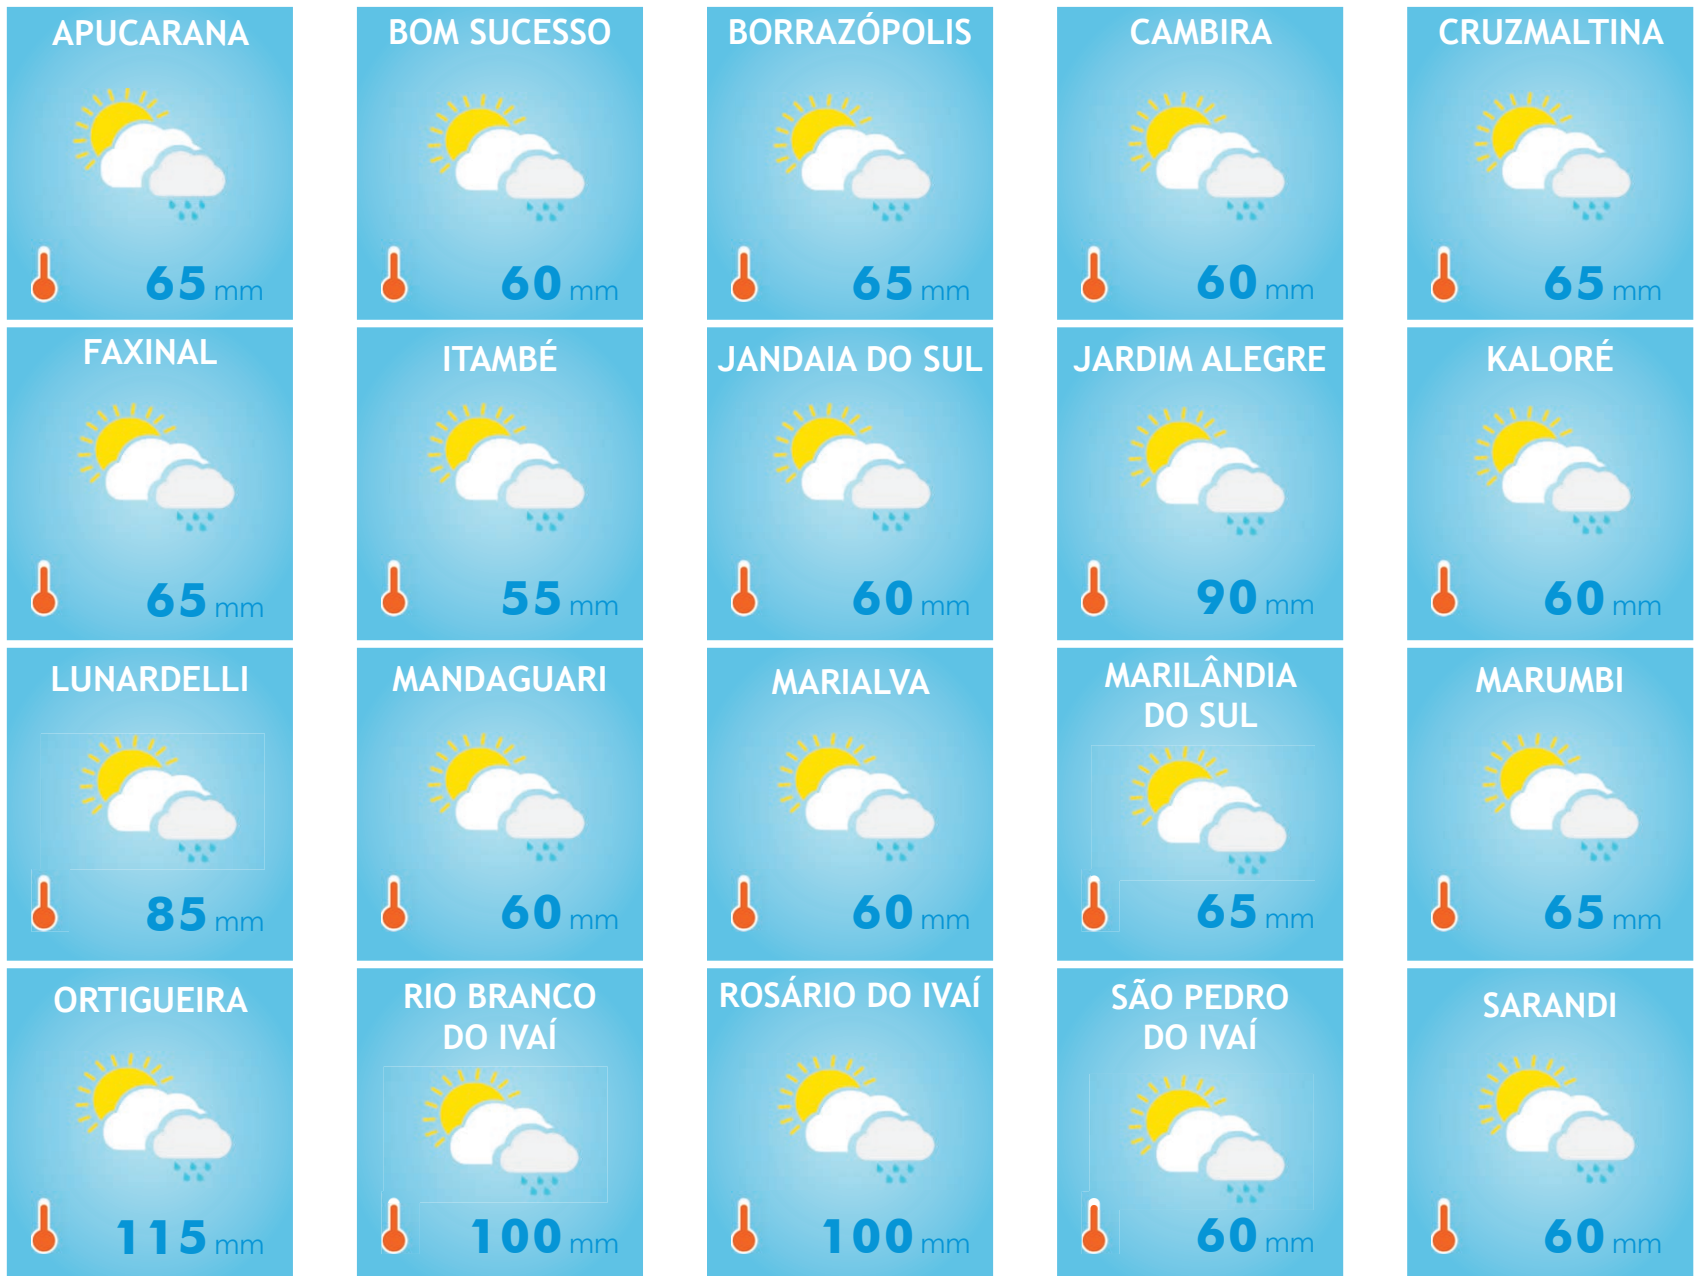 APUCARANA
65 mm
BOM SUCESSO
60 mm
BORRAZÓPOLIS
65 mm
CAMBIRA
60 mm
CRUZMALTINA
65 mm
FAXINAL
65 mm
ITAMBÉ
55 mm
JANDAIA DO SUL
60 mm
JARDIM ALEGRE
90 mm
KALORÉ
60 mm
LUNARDELLI
85 mm
MANDAGUARI
60 mm
MARIALVA
60 mm
MARILÂNDIA
DO SUL
65 mm
MARUMBI
65 mm
ORTIGUEIRA
115 mm
RIO BRANCO
DO IVAÍ
100 mm
ROSÁRIO DO IVAÍ
100 mm
SÃO PEDRO
DO IVAÍ
60 mm
SARANDI
60 mm